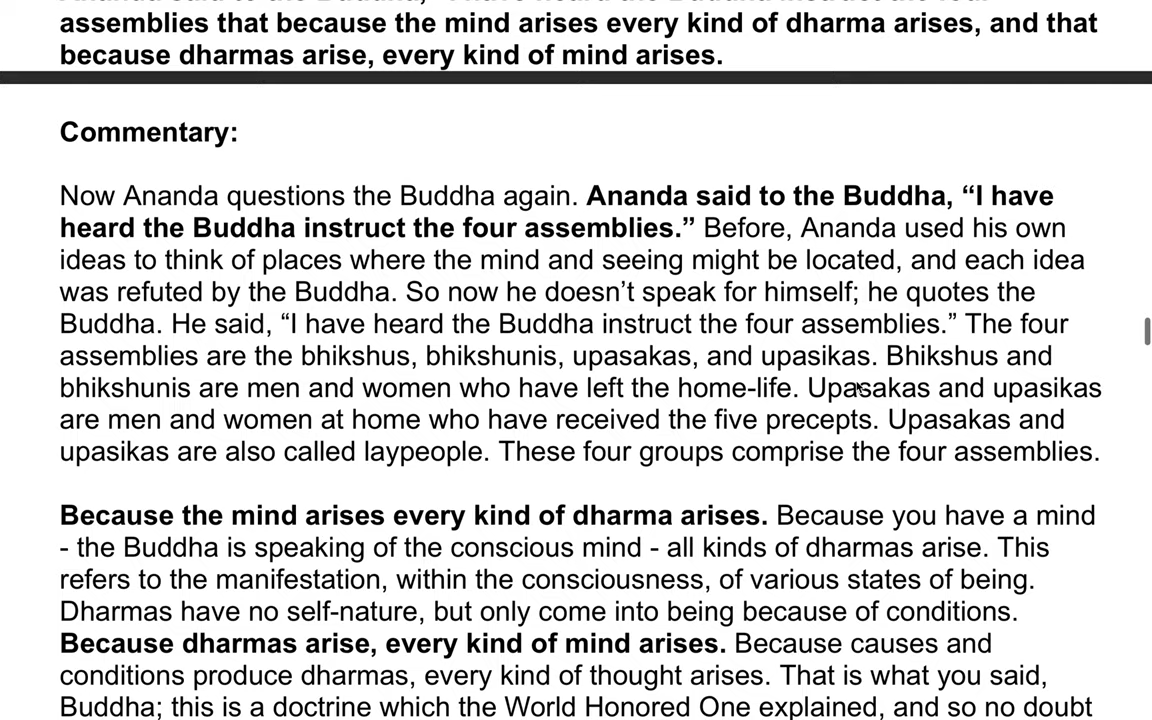 assemblies that because the mind arises every kind of dharma arises, and that
because dharmas arise, every kind of mind arises.
Commentary:
Now Ananda questions the Buddha again. Ananda said to the Buddha, “I have
heard the Buddha instruct the four assemblies.” Before, Ananda used his own
ideas to think of places where the mind and seeing might be located, and each idea
was refuted by the Buddha. So now he doesn’t speak for himself; he quotes the
Buddha. He said, “I have heard the Buddha instruct the four assemblies.” The four
assemblies are the bhikshus, bhikshunis, upasakas, and upasikas. Bhikshus and
bhikshunis are men and women who have left the home-life. Upasakas and upasikas
are men and women at home who have received the five precepts. Upasakas and
upasikas are also called laypeople. These four groups comprise the four assemblies.
Because the mind arises every kind of dharma arises. Because you have a mind
- the Buddha is speaking of the conscious mind - all kinds of dharmas arise. This
refers to the manifestation, within the consciousness, of various states of being.
Dharmas have no self-nature, but only come into being because of conditions.
Because dharmas arise, every kind of mind arises. Because causes and
conditions produce dharmas, every kind of thought arises. That is what you said,
Buddha; this is a doctrine which the World Honored One explained, and so no doubt